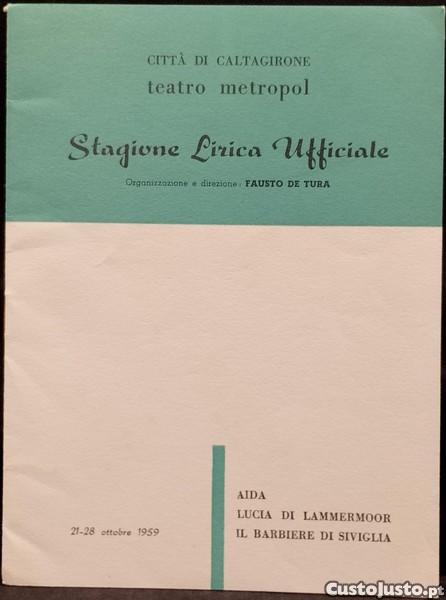 CITTÀ DI CALTAGIRONE
teatro metropol
Stagione Lirica Ufficiale
Organizzazione e direzione: FAUSTO DE TURA
21-28 ottobre 1959
AIDA
LUCIA DI LAMMERMOOR
IL BARBIERE DI SIVIGLIA
CustoJusto.pt